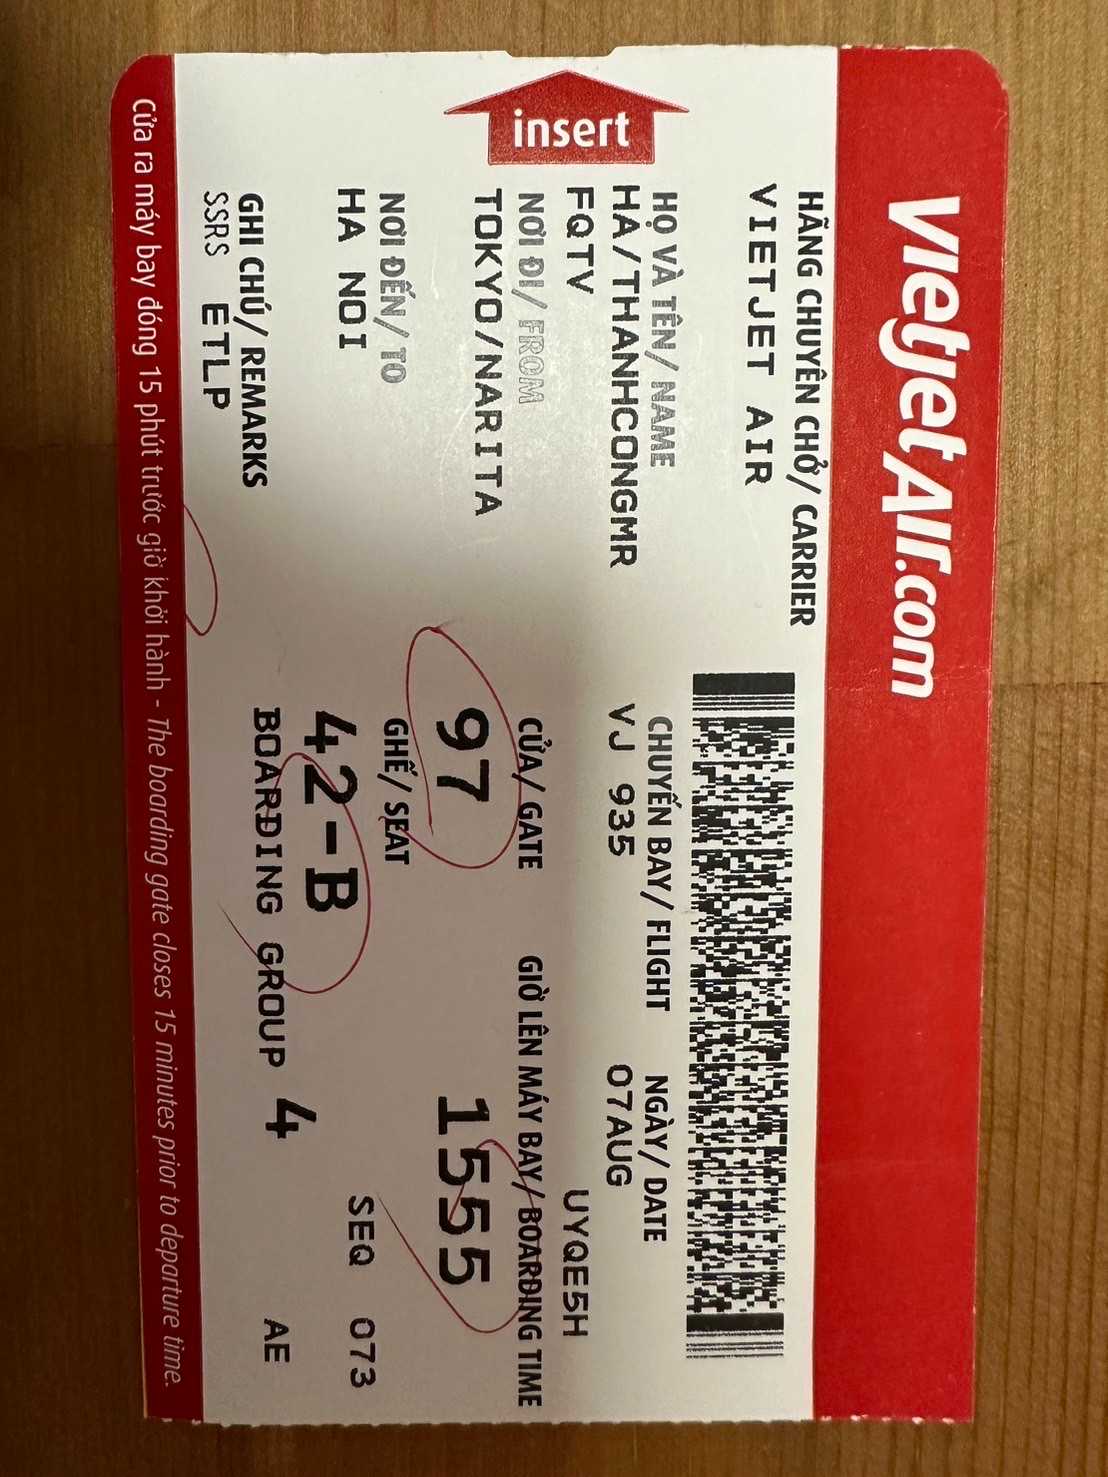 Vietjet Air.com
HÃNG CHUYÊN CHỞ/ CARRIER
VIETJET AIR
insert
HỌ VÀ TÊN/ NAME
HA/THANHCONGMR
FQTV
CHUYẾN BAY/ FLIGHT
VJ 935
NGÀY/ DATE
07AUG
UYQE5H
NƠI ĐI/ FROM
TOKYO/NARITA
CỬA/ GATE
97
GIỜ LÊN MÁY BAY/ BOARDING TIME
1555
NƠI ĐẾN/ TO
HA NOI
GHẾ/ SEAT
42-B
SEQ 073
GHI CHÚ/ REMARKS
SSRS ETLP
BOARDING GROUP 4
AE
Cửa ra máy bay đóng 15 phút trước giờ khởi hành - The boarding gate closes 15 minutes prior to departure time.